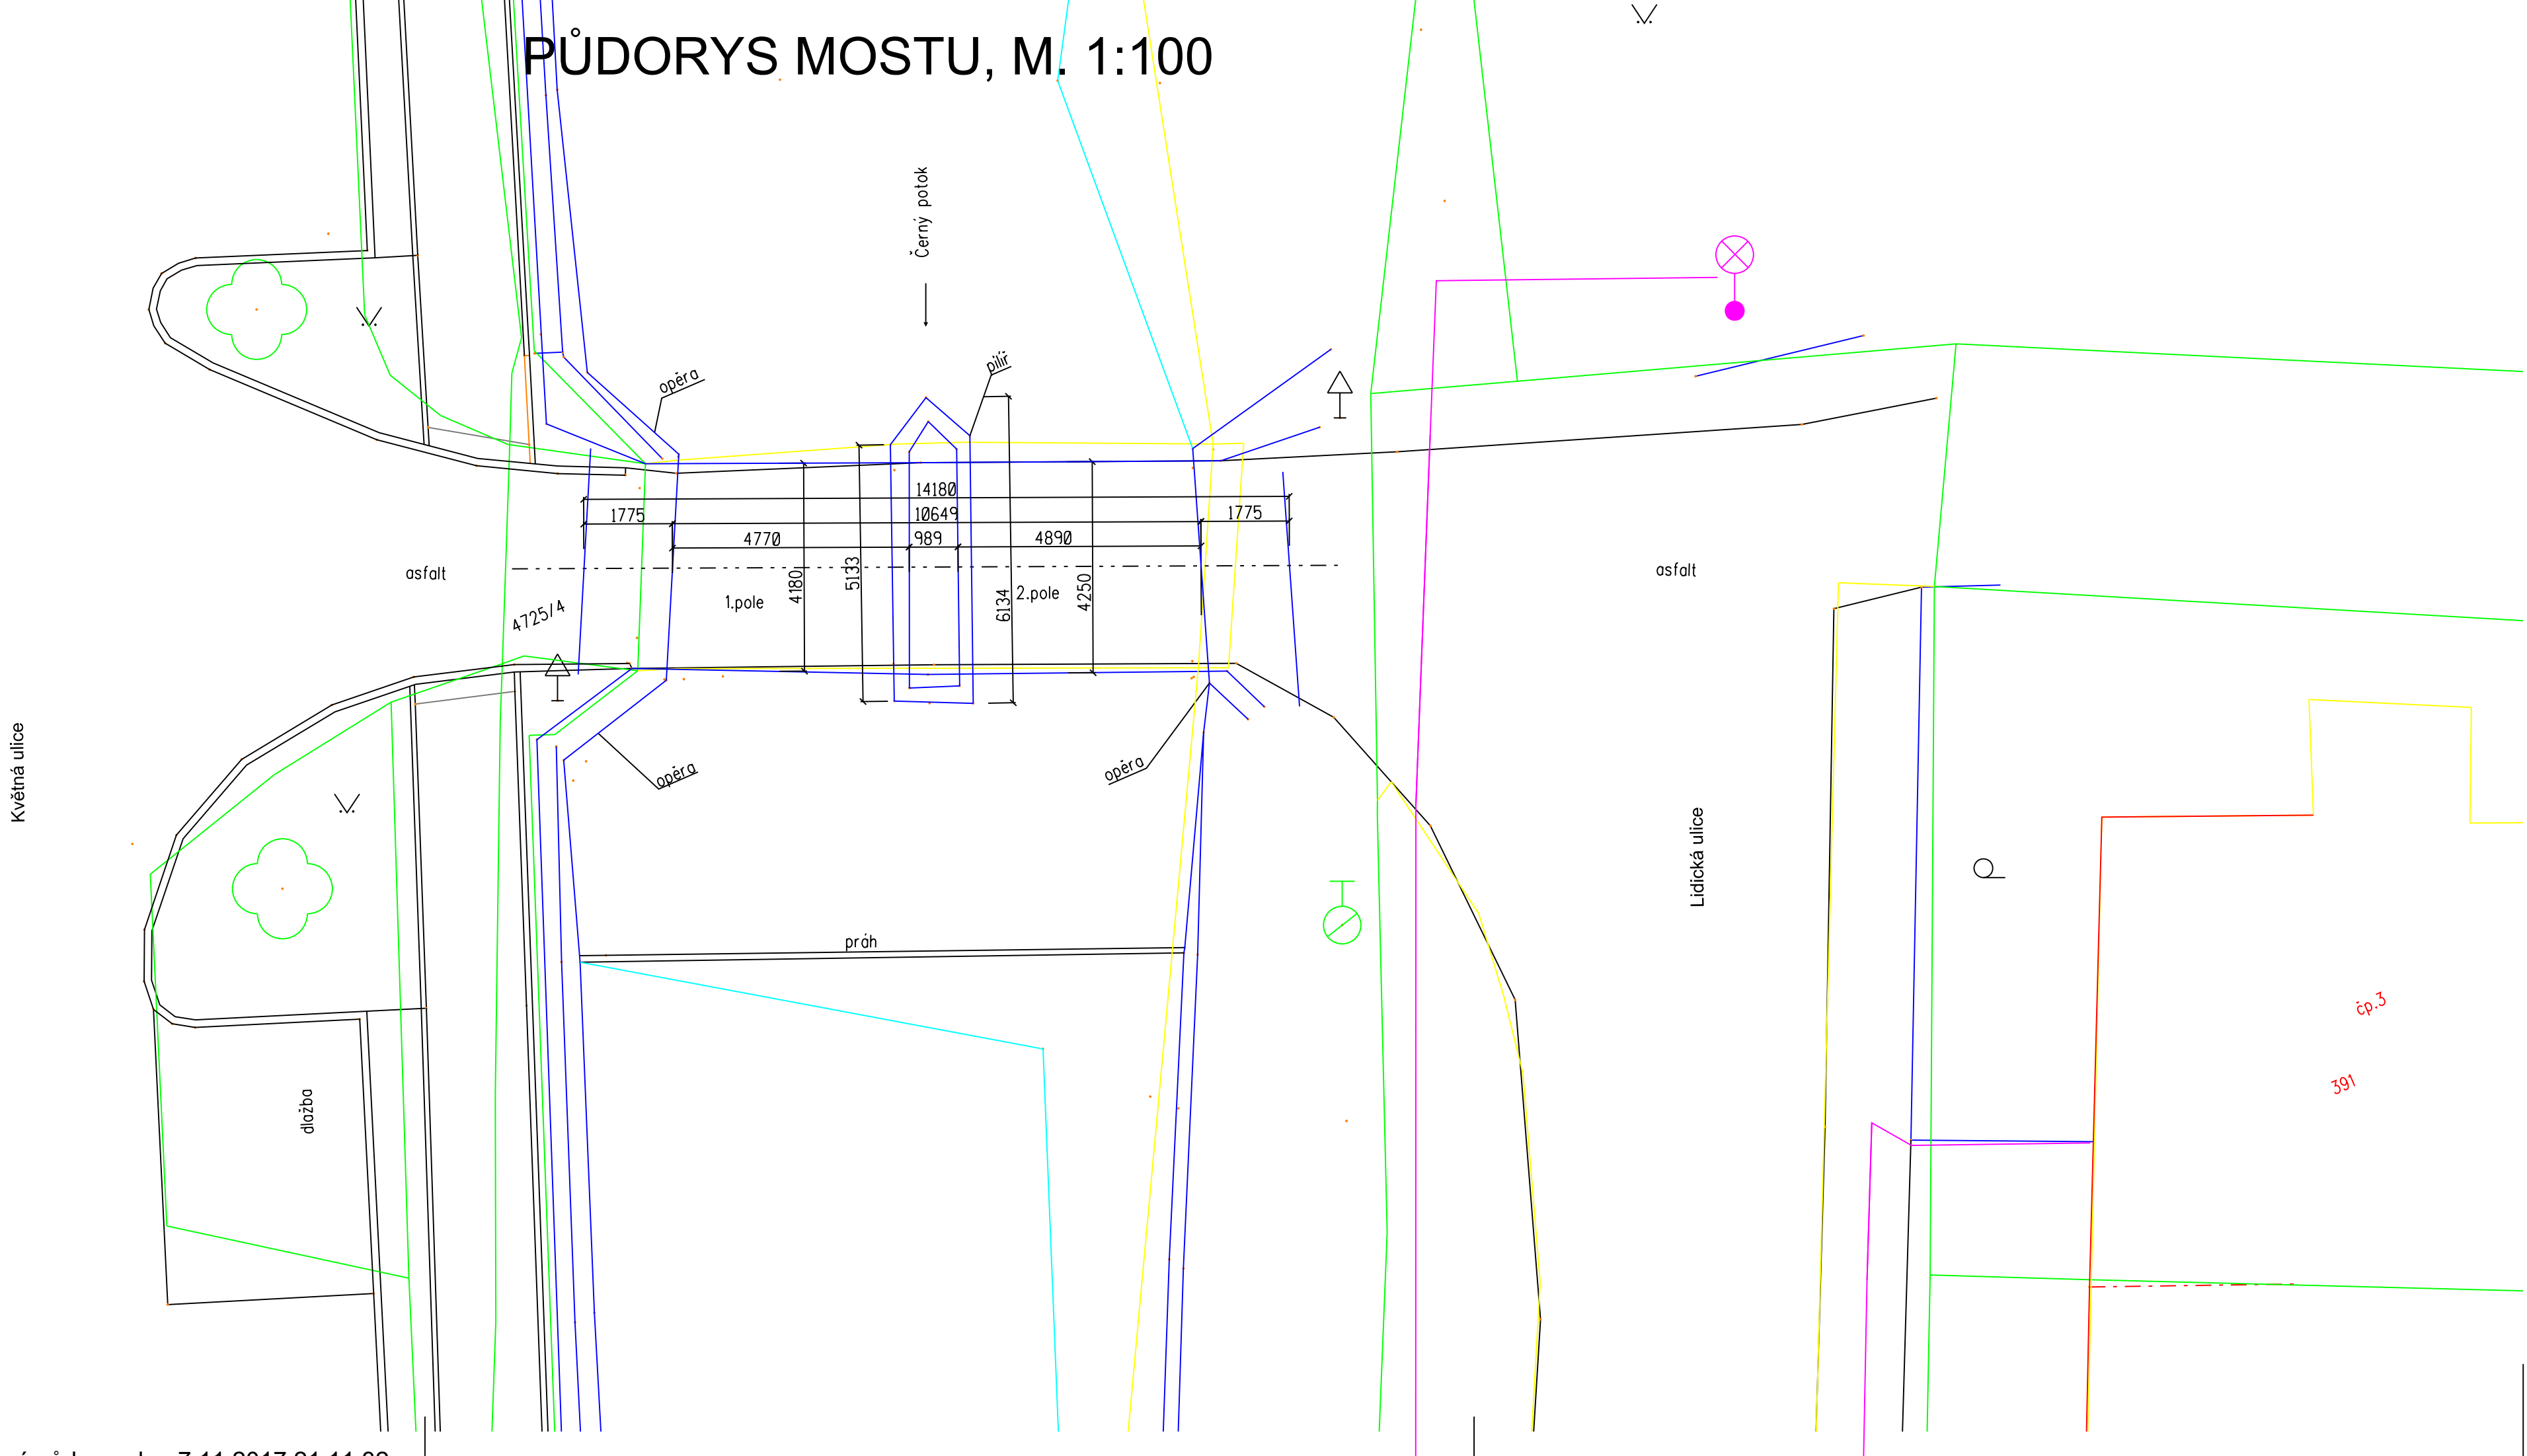 PŮDORYS MOSTU, M. 1:100
Černý potok
opěra
pilíř
14180
1775
10649
1775
4770
989
4890
asfalt
4725/4
1.pole
4180
5133
6134
2.pole
4250
asfalt
Květná ulice
opěra
opěra
Lidická ulice
práh
dlažba
čp.3
391